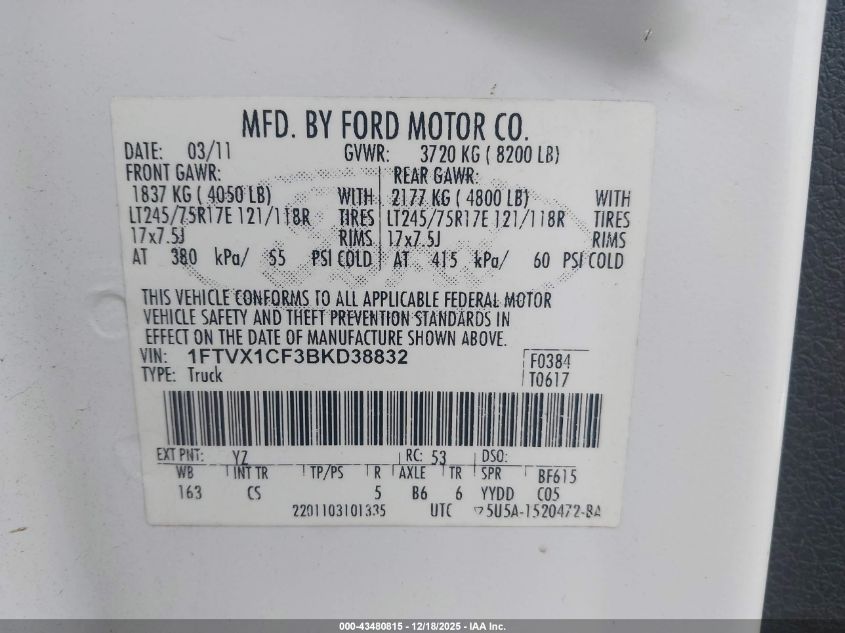 MFD. BY FORD MOTOR CO.
DATE: 03/11 GVWR: 3720 KG ( 8200 LB)
FRONT GAWR: REAR GAWR:
1837 KG ( 4050 LB) WITH 2177 KG ( 4800 LB) WITH
LT245/75R17E 121/118R TIRES LT245/75R17E 121/118R TIRES
17x7.5J RIMS 17x7.5J RIMS
AT 380 kPa/ 55 PSI COLD AT 415 kPa/ 60 PSI COLD
THIS VEHICLE CONFORMS TO ALL APPLICABLE FEDERAL MOTOR
VEHICLE SAFETY AND THEFT PREVENTION STANDARDS IN
EFFECT ON THE DATE OF MANUFACTURE SHOWN ABOVE.
VIN: 1FTVX1CF3BKD38832 F0384
TYPE: Truck T0617
EXT PNT: YZ RC: 53 DSO:
WB INT TR TP/PS R AXLE TR SPR BF615
163 CS 5 B6 6 YYDD C05
2201103101335 UTC 5U5A-1520472-BA
000-43480815 - 12/18/2025 - IAA Inc.